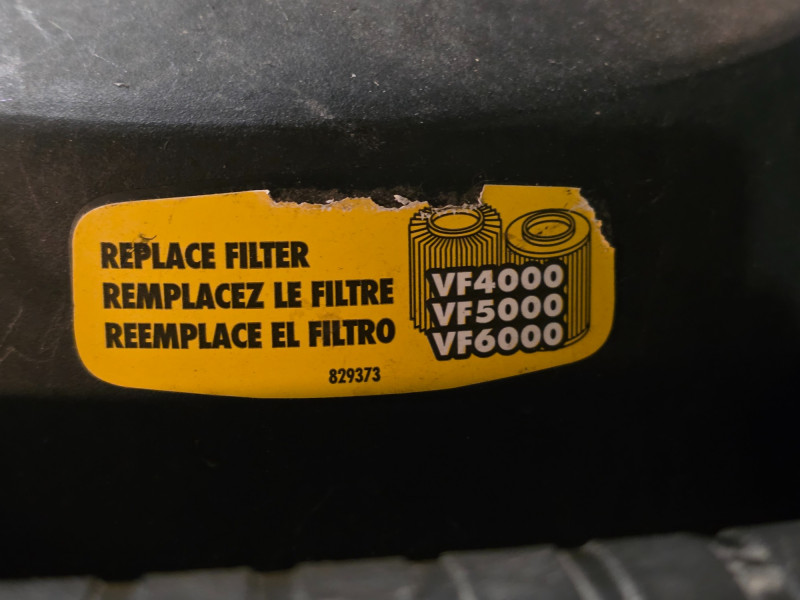 REPLACE FILTER
REMPLACEZ LE FILTRE
REEMPLACE EL FILTRO
829373
VF4000
VF5000
VF6000